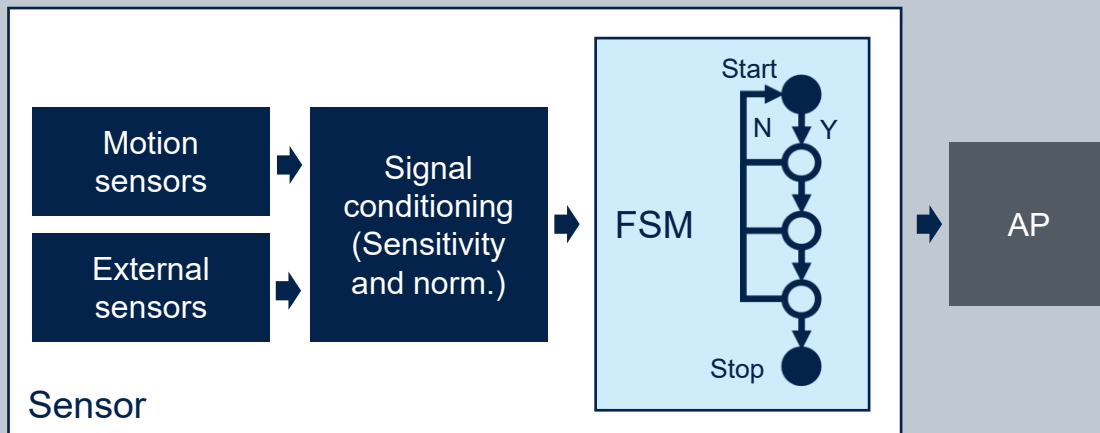 Motion
sensors
External
sensors
Signal
conditioning
(Sensitivity
and norm.)
FSM
Start
N
Y
Stop
AP
Sensor